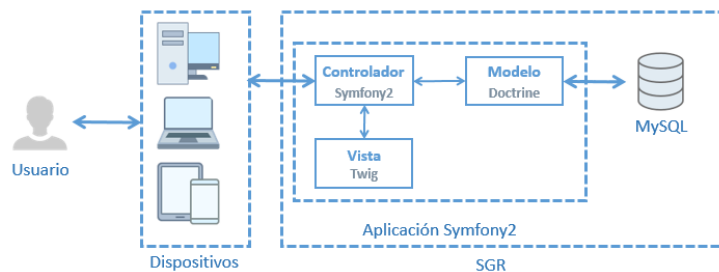 Usuario
Dispositivos
Controlador
Symfony2
Modelo
Doctrine
Vista
Twig
MySQL
Aplicación Symfony2
SGR